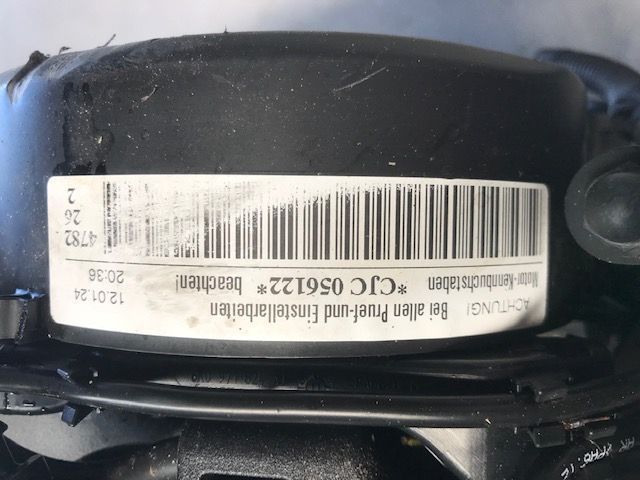 ACHTUNG!
Bei allen Pruef-und Einstellarbeiten
Motor-Kennbuchstaben
*CJC 056122* beachten!
12.01.24
20:36
4782
26
2